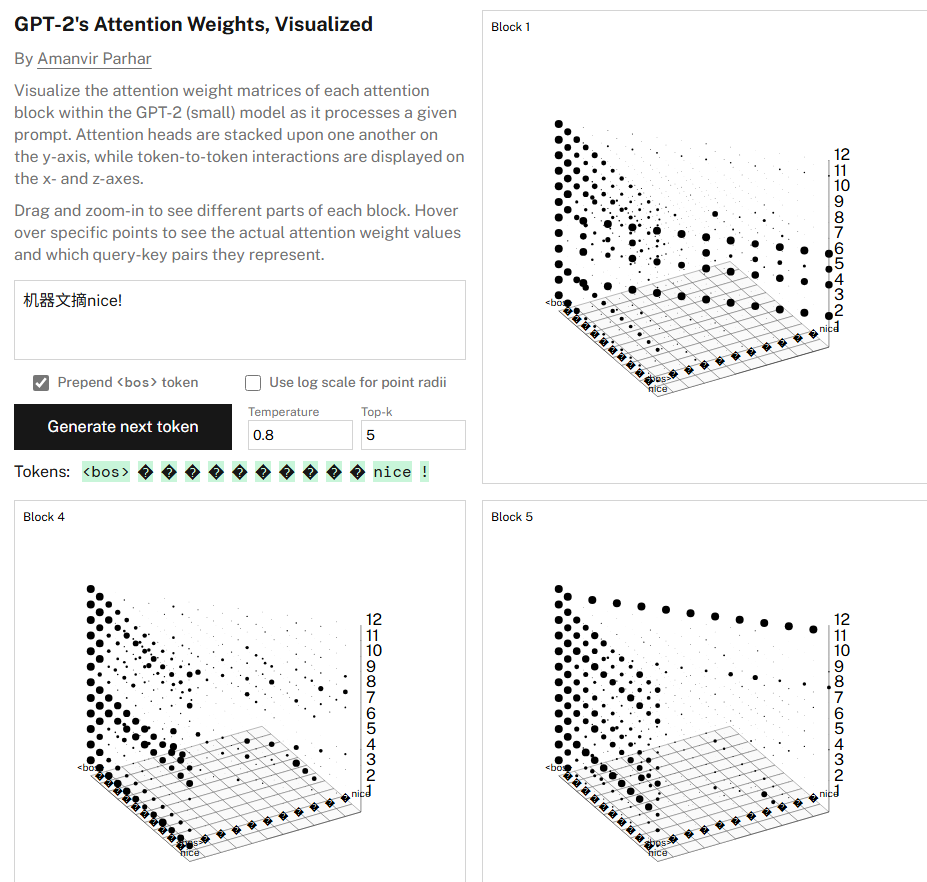 GPT-2's Attention Weights, Visualized
By Amanvir Parhar
Visualize the attention weight matrices of each attention
block within the GPT-2 (small) model as it processes a given
prompt. Attention heads are stacked upon one another on
the y-axis, while token-to-token interactions are displayed on
the x- and z-axes.
Drag and zoom-in to see different parts of each block. Hover
over specific points to see the actual attention weight values
and which query-key pairs they represent.
机器文摘nice!
Prepend <bos> token
Use log scale for point radii
Generate next token
Temperature
0.8
Top-k
5
Tokens: <bos> � � � � � � � � � � nice !
Block 1
12
11
10
9
8
7
6
5
4
3
2
1
<bos
nice
<bos>
nice
Block 4
12
11
10
9
8
7
6
5
4
3
2
1
<bos
nice
<bos>
nice
Block 5
12
11
10
9
8
7
6
5
4
3
2
1
<bos
nice
<bos>
nice